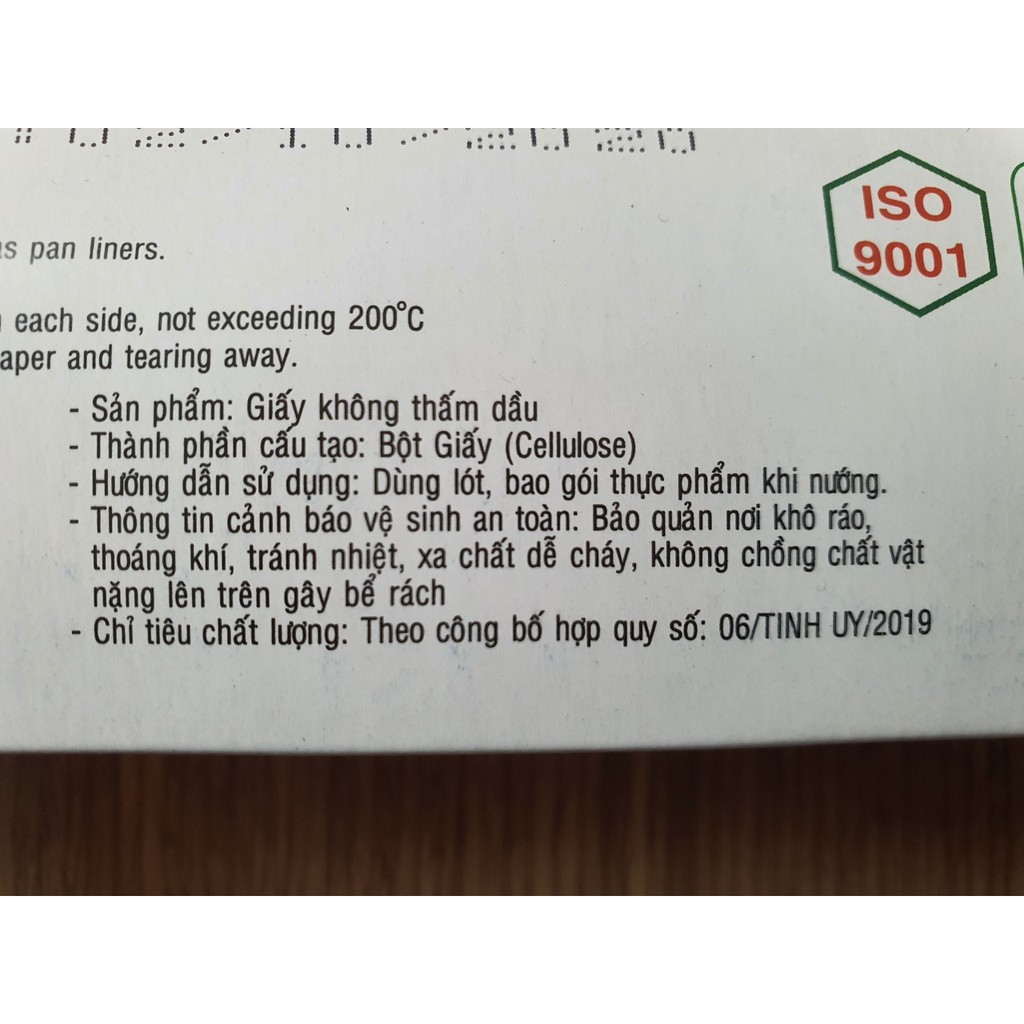 ISO
9001
pan liners.
each side, not exceeding 200°C
and tearing away.
- Sản phẩm: Giấy không thấm dầu
- Thành phần cấu tạo: Bột Giấy (Cellulose)
- Hướng dẫn sử dụng: Dùng lót, bao gói thực phẩm khi nướng.
- Thông tin cảnh báo vệ sinh an toàn: Bảo quản nơi khô ráo,
thoáng khí, tránh nhiệt, xa chất dễ cháy, không chồng chất vật
nặng lên trên gây bể rách
- Chỉ tiêu chất lượng: Theo công bố hợp quy số: 06/TINH UY/2019